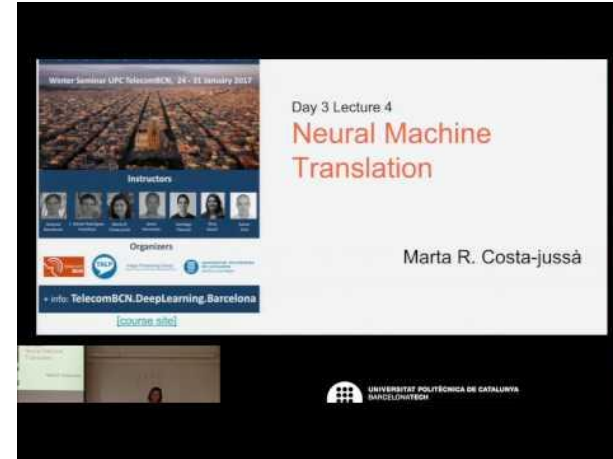 Winter Seminar UPC TelecomBCN, 24 - 31 January 2017
Instructors
Organizers
TALP
+ info: TelecomBCN.DeepLearning.Barcelona
[course site]
Day 3 Lecture 4
Neural Machine
Translation
Marta R. Costa-jussà
UNIVERSITAT POLITÈCNICA DE CATALUNYA
BARCELONATECH